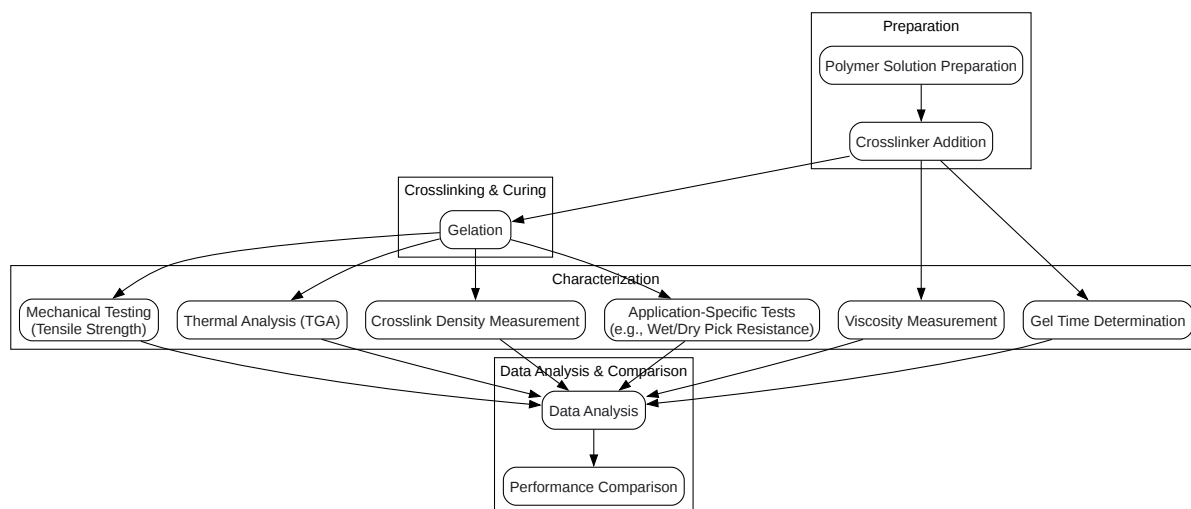 Preparation
Polymer Solution Preparation
Crosslinker Addition
Crosslinking & Curing
Gelation
Characterization
Mechanical Testing
(Tensile Strength)
Thermal Analysis (TGA)
Crosslink Density Measurement
Application-Specific Tests
(e.g., Wet/Dry Pick Resistance)
Viscosity Measurement
Gel Time Determination
Data Analysis & Comparison
Data Analysis
Performance Comparison